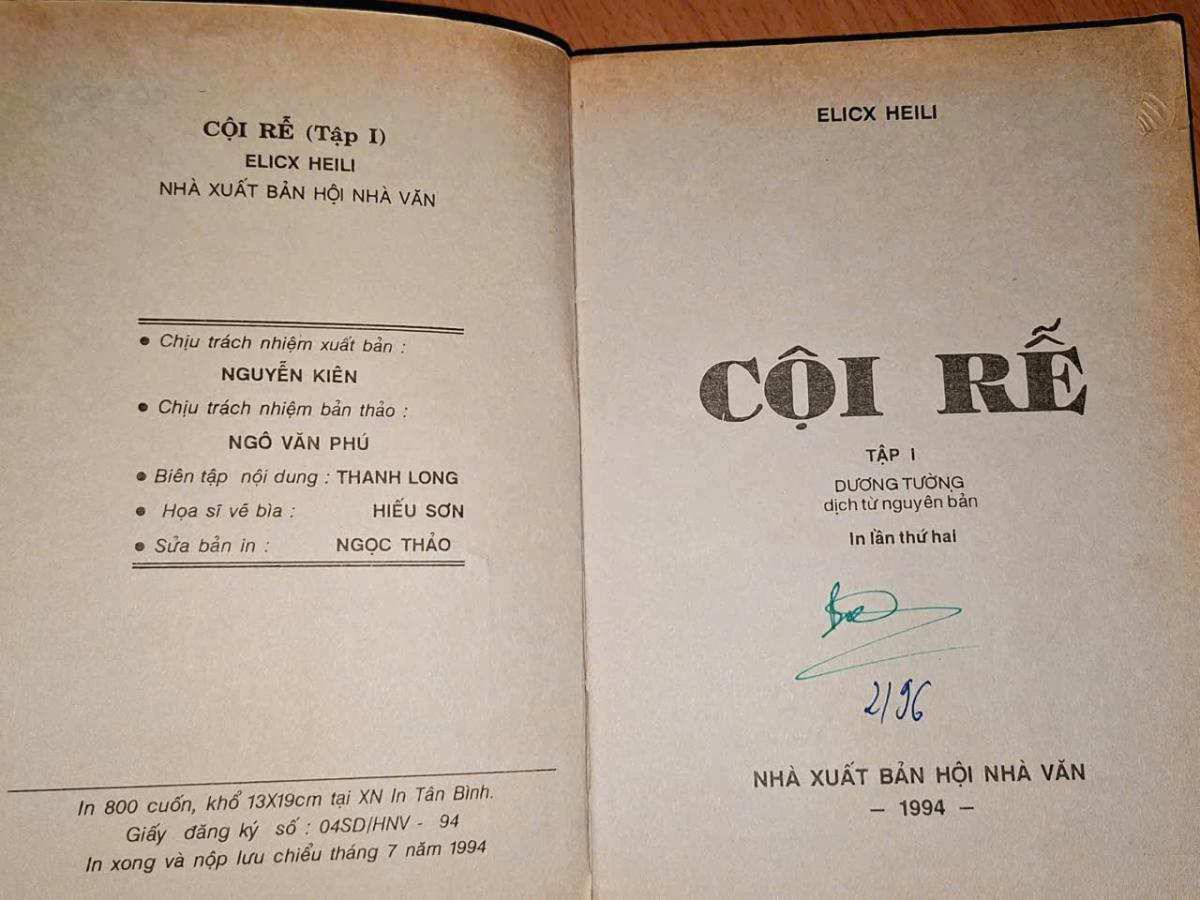 CỘI RỄ (Tập I)
ELICX HEILI
NHÀ XUẤT BẢN HỘI NHÀ VĂN
• Chịu trách nhiệm xuất bản :
NGUYỄN KIÊN
• Chịu trách nhiệm bản thảo :
NGÔ VĂN PHÚ
• Biên tập nội dung : THANH LONG
• Họa sĩ vẽ bìa : HIẾU SƠN
• Sửa bản in : NGỌC THẢO
In 800 cuốn, khổ 13X19cm tại XN In Tân Bình.
Giấy đăng ký số : 04SD/HNV - 94
In xong và nộp lưu chiểu tháng 7 năm 1994
ELICX HEILI
CỘI RỄ
TẬP I
DƯƠNG TƯỜNG
dịch từ nguyên bản
In lần thứ hai
2/96
NHÀ XUẤT BẢN HỘI NHÀ VĂN
– 1994 –